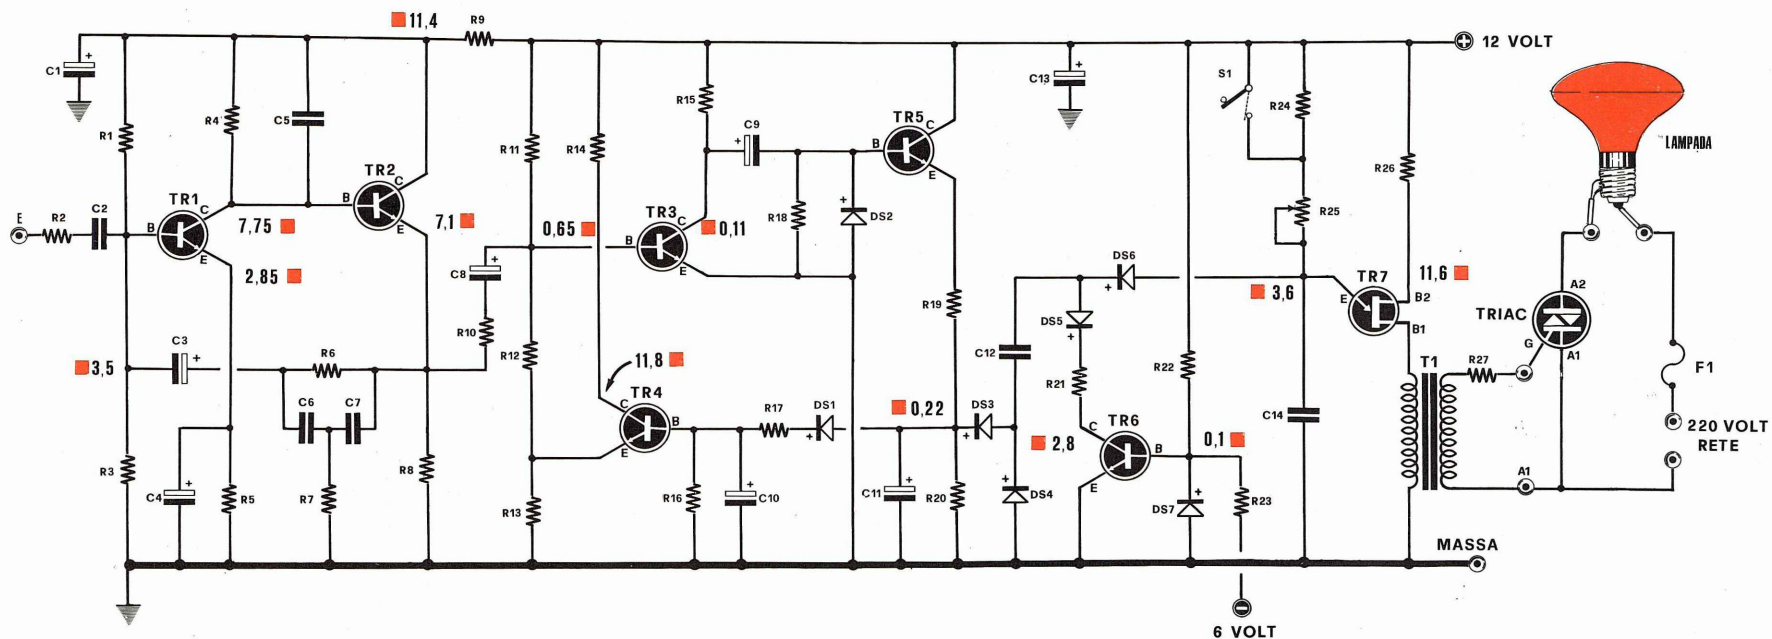 11,4
R9
12 VOLT
C1
+
R1
R4
C5
R11
R14
R15
C9
+
TR5
C
B
E
C13
+
S1
R24
R26
LAMPADA
E
R2
C2
TR1
B
C
E
7,75
2,85
TR2
B
C
E
7,1
0,65
TR3
B
C
E
0,11
R18
+
DS2
R25
C8
+
R10
R12
R19
DS6
+
3,6
TR7
E
B2
B1
11,6
TRIAC
A2
G
A1
3,5
C3
+
R6
C6
C7
11,8
TR4
C
B
E
R17
DS1
+
0,22
DS3
+
C12
DS5
+
R21
R22
2,8
TR6
C
B
E
0,1
C14
T1
R27
F1
220 VOLT
RETE
A1
R3
C4
+
R5
R7
R8
R13
R16
C10
+
C11
+
R20
DS4
+
DS7
+
R23
MASSA
6 VOLT